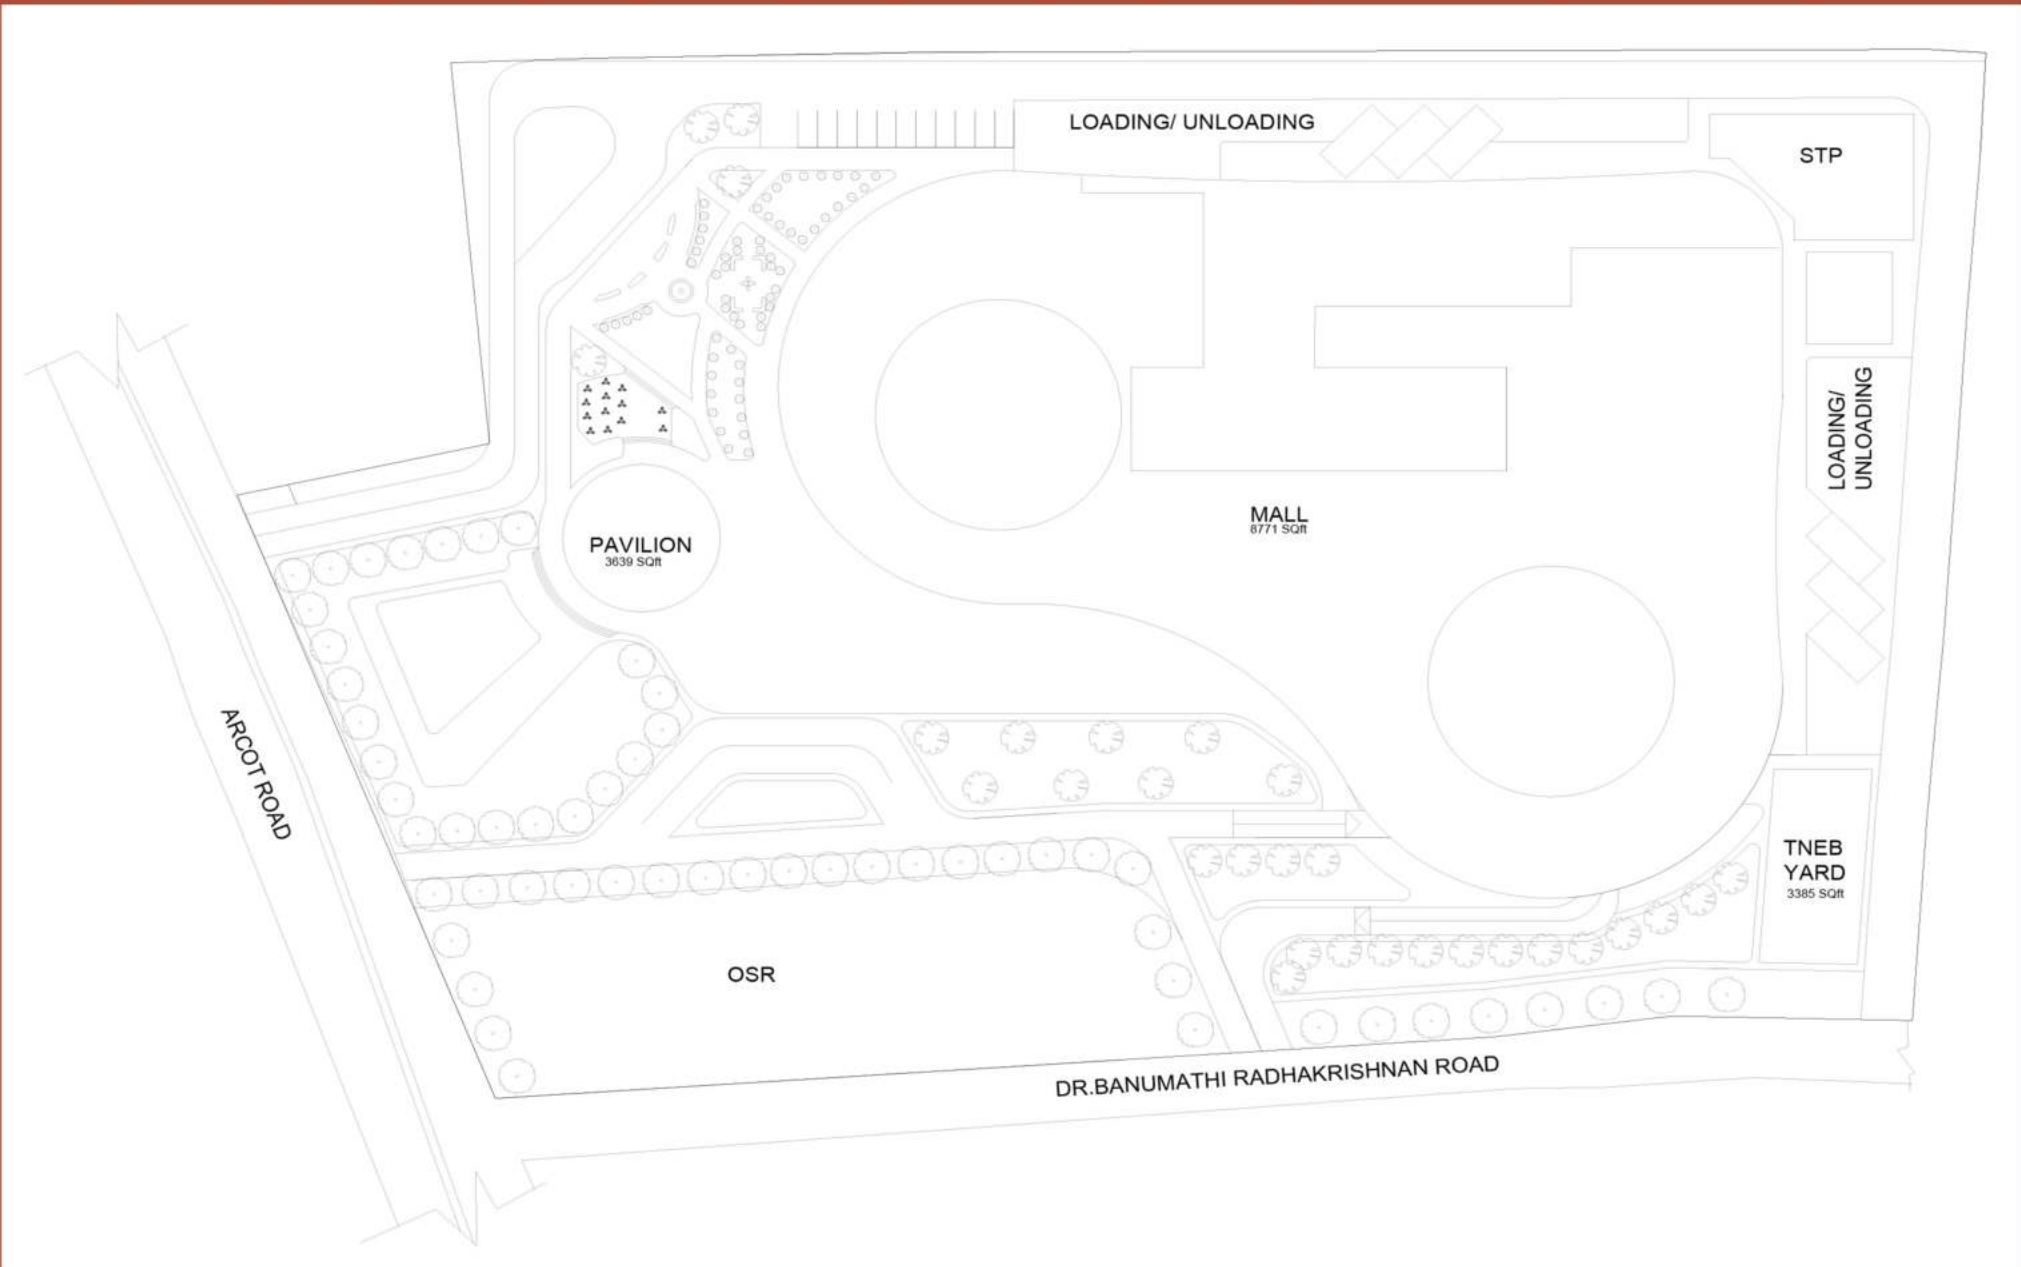 LOADING/ UNLOADING
STP
LOADING/
UNLOADING
MALL
8771 SQft
PAVILION
3639 SQft
ARCOT ROAD
TNEB
YARD
3385 SQft
OSR
DR.BANUMATHI RADHAKRISHNAN ROAD